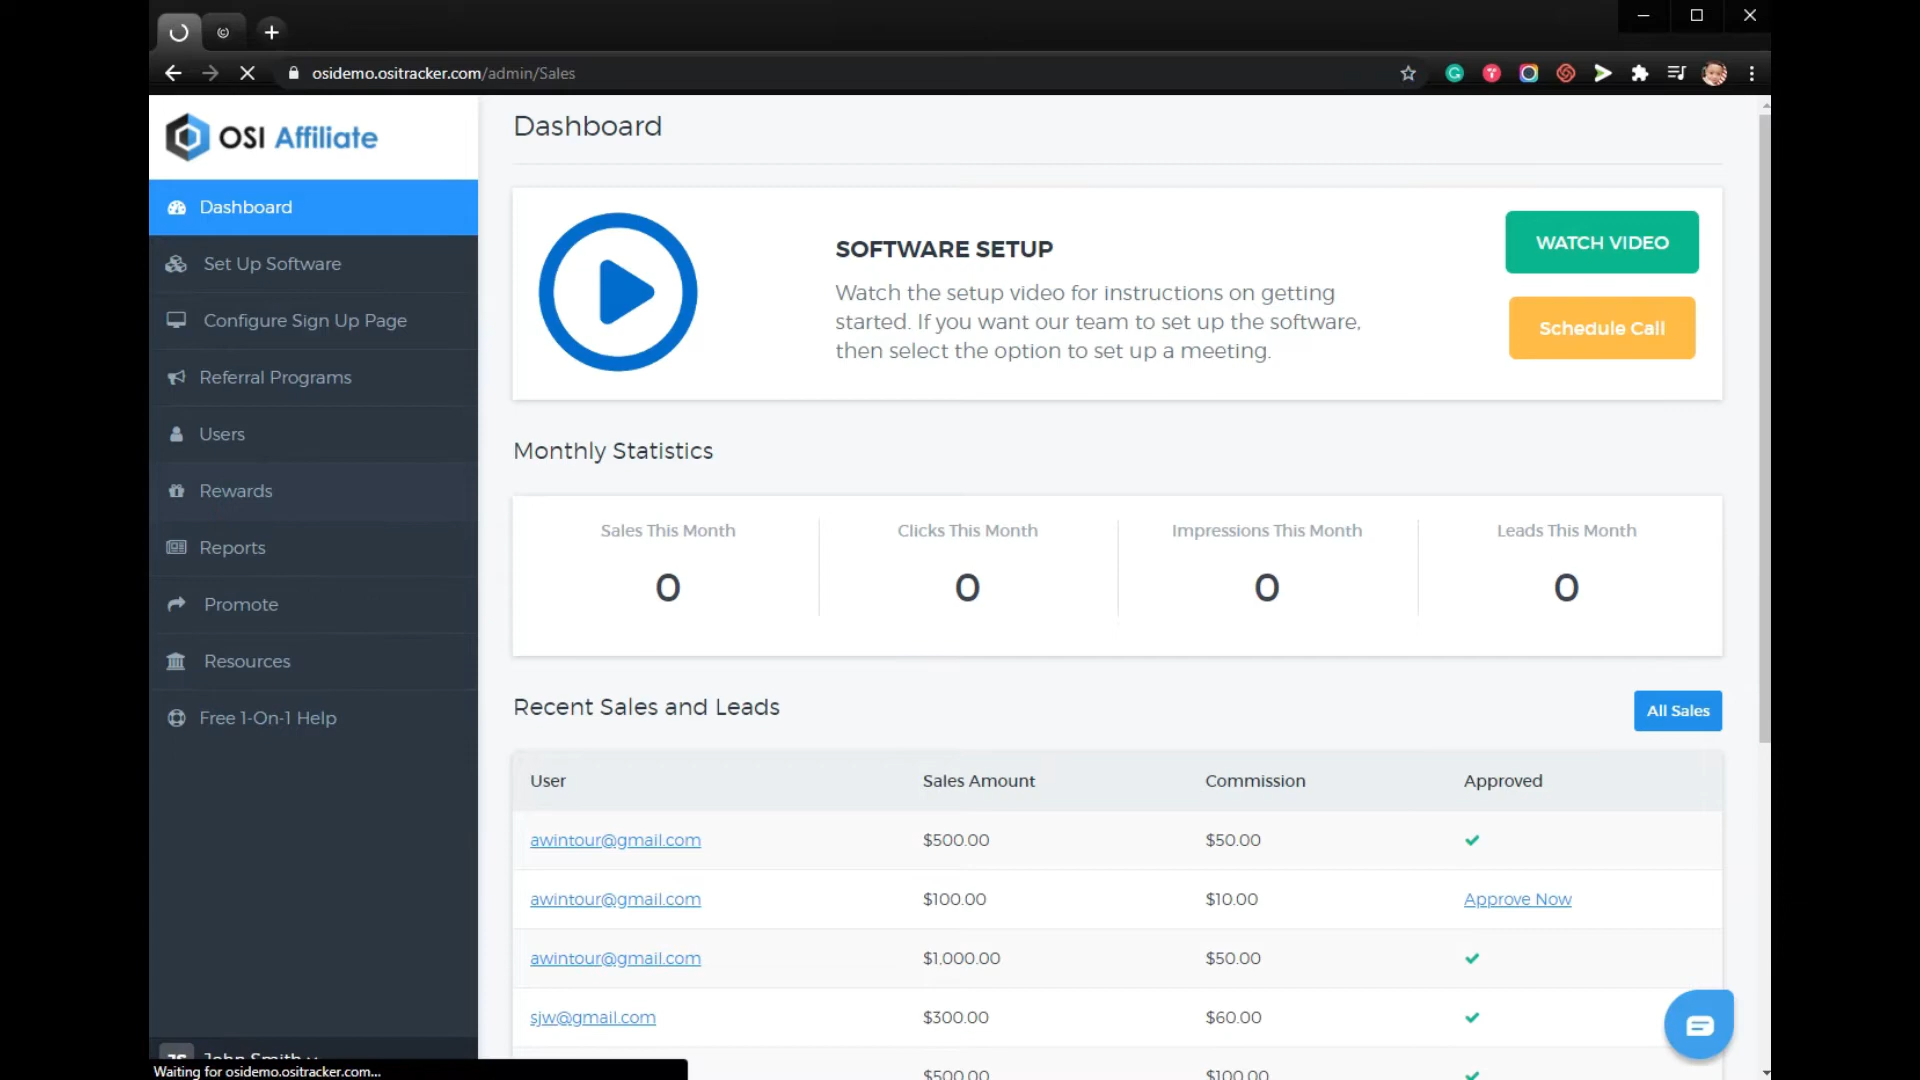 osidemo.ositracker.com/admin/Sales
OSI Affiliate
Dashboard
Set Up Software
Configure Sign Up Page
Referral Programs
Users
Rewards
Reports
Promote
Resources
Free 1-On-1 Help
John Smith
Waiting for osidemo.ositracker.com...
Dashboard
SOFTWARE SETUP
Watch the setup video for instructions on getting
started. If you want our team to set up the software,
then select the option to set up a meeting.
WATCH VIDEO
Schedule Call
Monthly Statistics
Sales This Month
0
Clicks This Month
0
Impressions This Month
0
Leads This Month
0
Recent Sales and Leads
All Sales
User Sales Amount Commission Approved
awintour@gmail.com $500.00 $50.00
awintour@gmail.com $100.00 $10.00 Approve Now
awintour@gmail.com $1,000.00 $50.00
sjw@gmail.com $300.00 $60.00
$500.00 $100.00